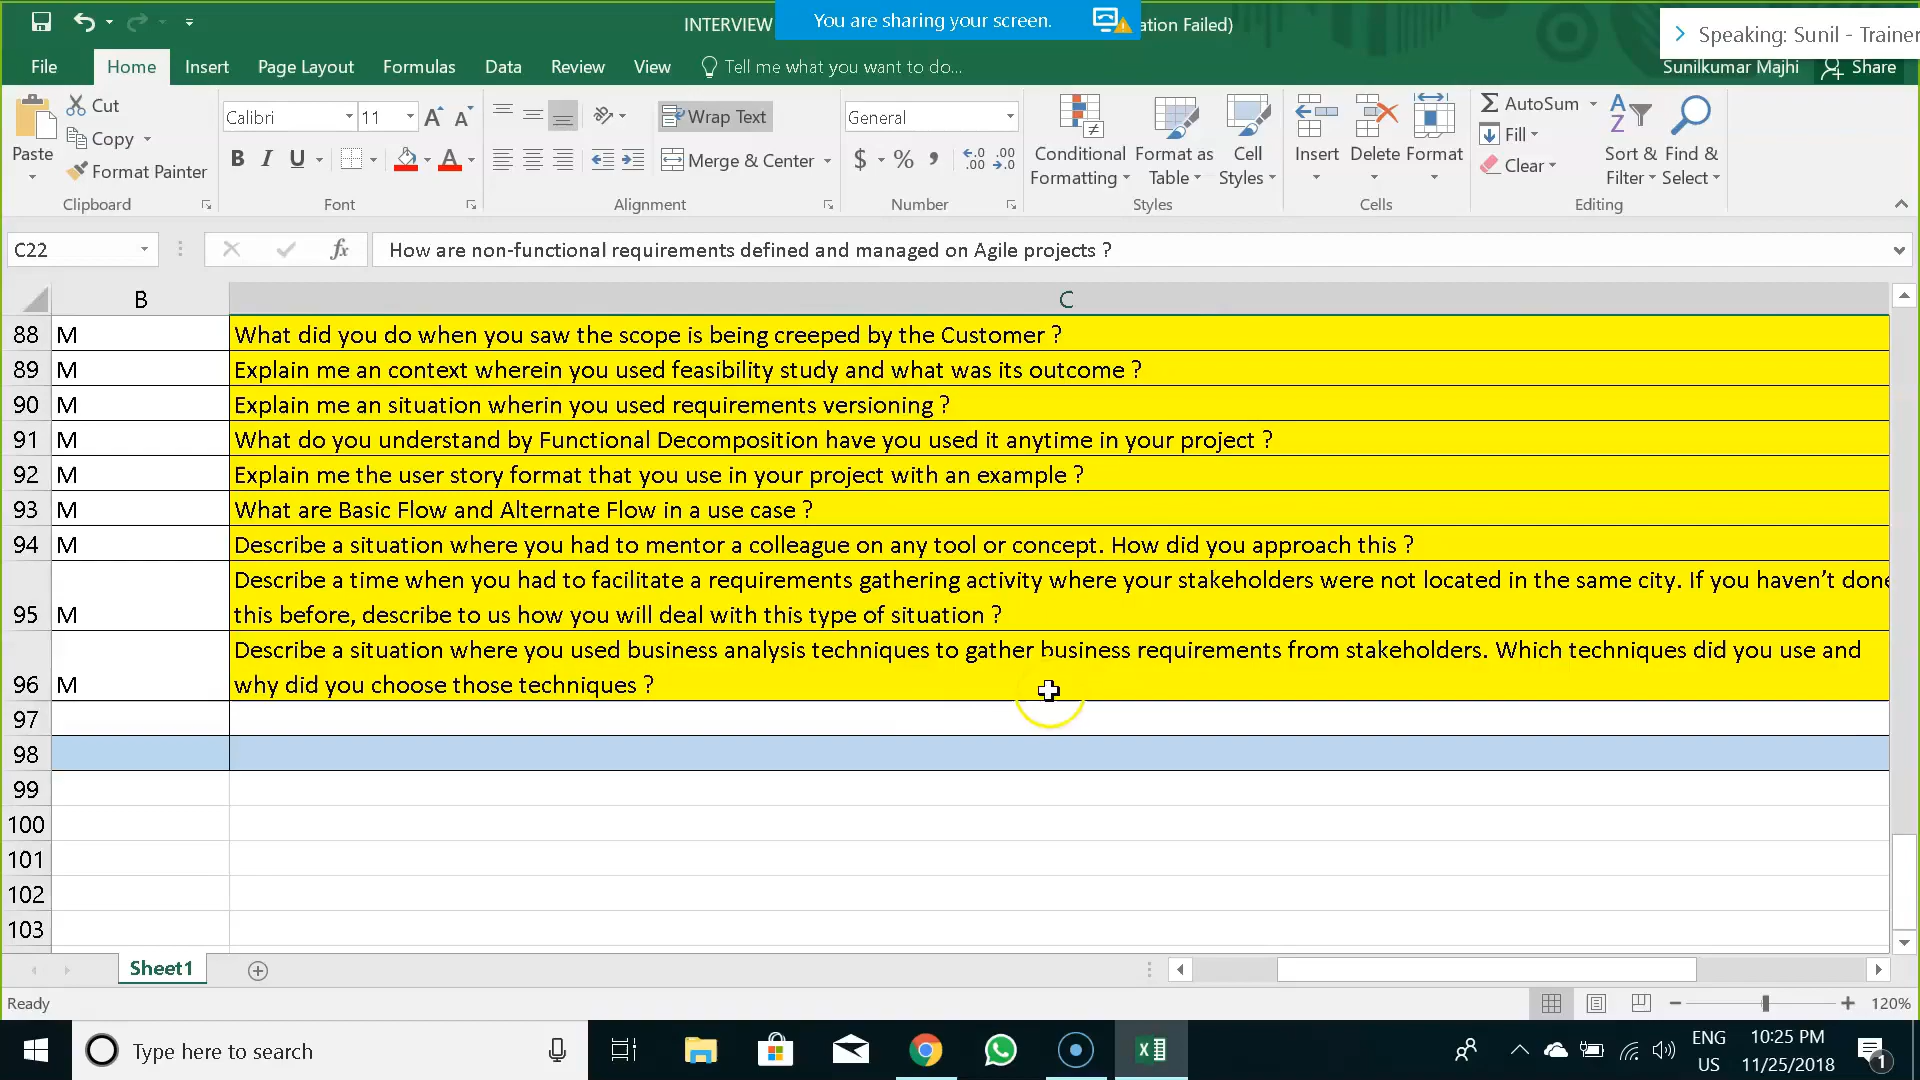 INTERVIEW
You are sharing your screen.
ation Failed)
Speaking: Sunil - Trainer
File
Home
Insert
Page Layout
Formulas
Data
Review
View
Tell me what you want to do...
Sunilkumar Majhi
Share
Paste
Cut
Copy
Format Painter
Clipboard
Calibri
11
B I U
Font
Wrap Text
Merge & Center
Alignment
General
$ % ,
Number
Conditional
Formatting
Format as
Table
Cell
Styles
Styles
Insert
Delete
Format
Cells
AutoSum
Fill
Clear
Sort &
Filter
Find &
Select
Editing
C22
fx
How are non-functional requirements defined and managed on Agile projects ?
B
C
88 M What did you do when you saw the scope is being creeped by the Customer ?
89 M Explain me an context wherein you used feasibility study and what was its outcome ?
90 M Explain me an situation wherin you used requirements versioning ?
91 M What do you understand by Functional Decomposition have you used it anytime in your project ?
92 M Explain me the user story format that you use in your project with an example ?
93 M What are Basic Flow and Alternate Flow in a use case ?
94 M Describe a situation where you had to mentor a colleague on any tool or concept. How did you approach this ?
Describe a time when you had to facilitate a requirements gathering activity where your stakeholders were not located in the same city. If you haven't done
95 M this before, describe to us how you will deal with this type of situation ?
Describe a situation where you used business analysis techniques to gather business requirements from stakeholders. Which techniques did you use and
96 M why did you choose those techniques ?
97
98
99
100
101
102
103
Sheet1
Ready
120%
Type here to search
ENG
US
10:25 PM
11/25/2018
1